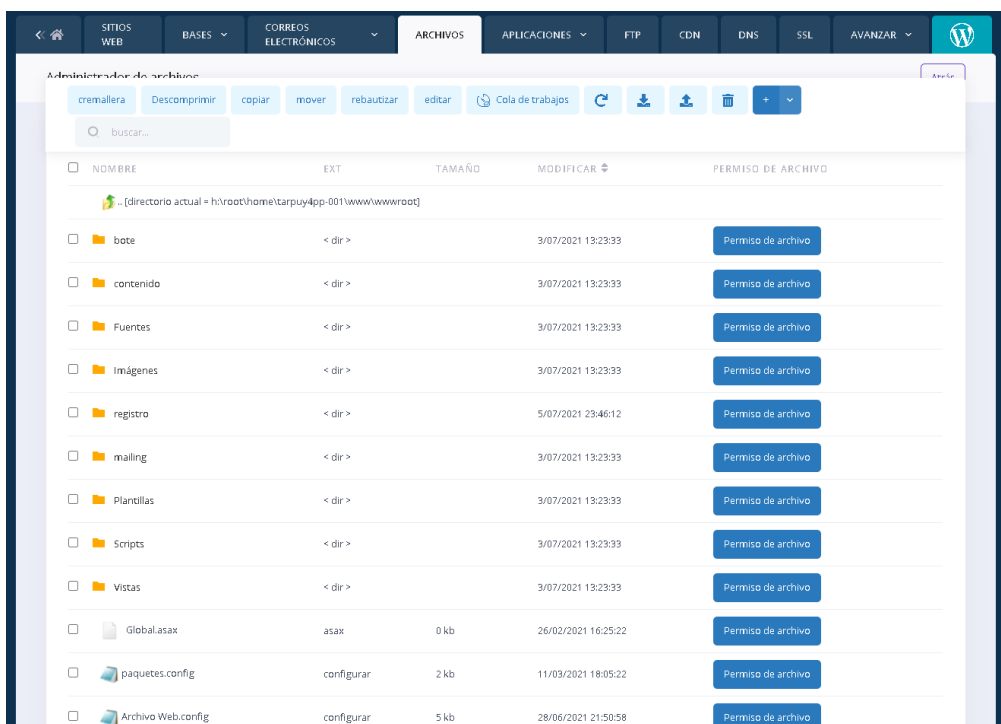 SITIOS WEB BASES CORREOS ELECTRÓNICOS ARCHIVOS APLICACIONES FTP CDN DNS SSL AVANZAR
Administrador de archivos Atrás
cremallera Descomprimir copiar mover rebautizar editar Cola de trabajos +
buscar...
NOMBRE EXT TAMAÑO MODIFICAR PERMISO DE ARCHIVO
.. [directorio actual = h:\root\home\tarpuy4pp-001\www\wwwroot]
bote < dir > 3/07/2021 13:23:33 Permiso de archivo
contenido < dir > 3/07/2021 13:23:33 Permiso de archivo
Fuentes < dir > 3/07/2021 13:23:33 Permiso de archivo
Imágenes < dir > 3/07/2021 13:23:33 Permiso de archivo
registro < dir > 5/07/2021 23:46:12 Permiso de archivo
mailing < dir > 3/07/2021 13:23:33 Permiso de archivo
Plantillas < dir > 3/07/2021 13:23:33 Permiso de archivo
Scripts < dir > 3/07/2021 13:23:33 Permiso de archivo
Vistas < dir > 3/07/2021 13:23:33 Permiso de archivo
Global.asax asax 0 kb 26/02/2021 16:25:22 Permiso de archivo
paquetes.config configurar 2 kb 11/03/2021 18:05:22 Permiso de archivo
Archivo Web.config configurar 5 kb 28/06/2021 21:50:58 Permiso de archivo